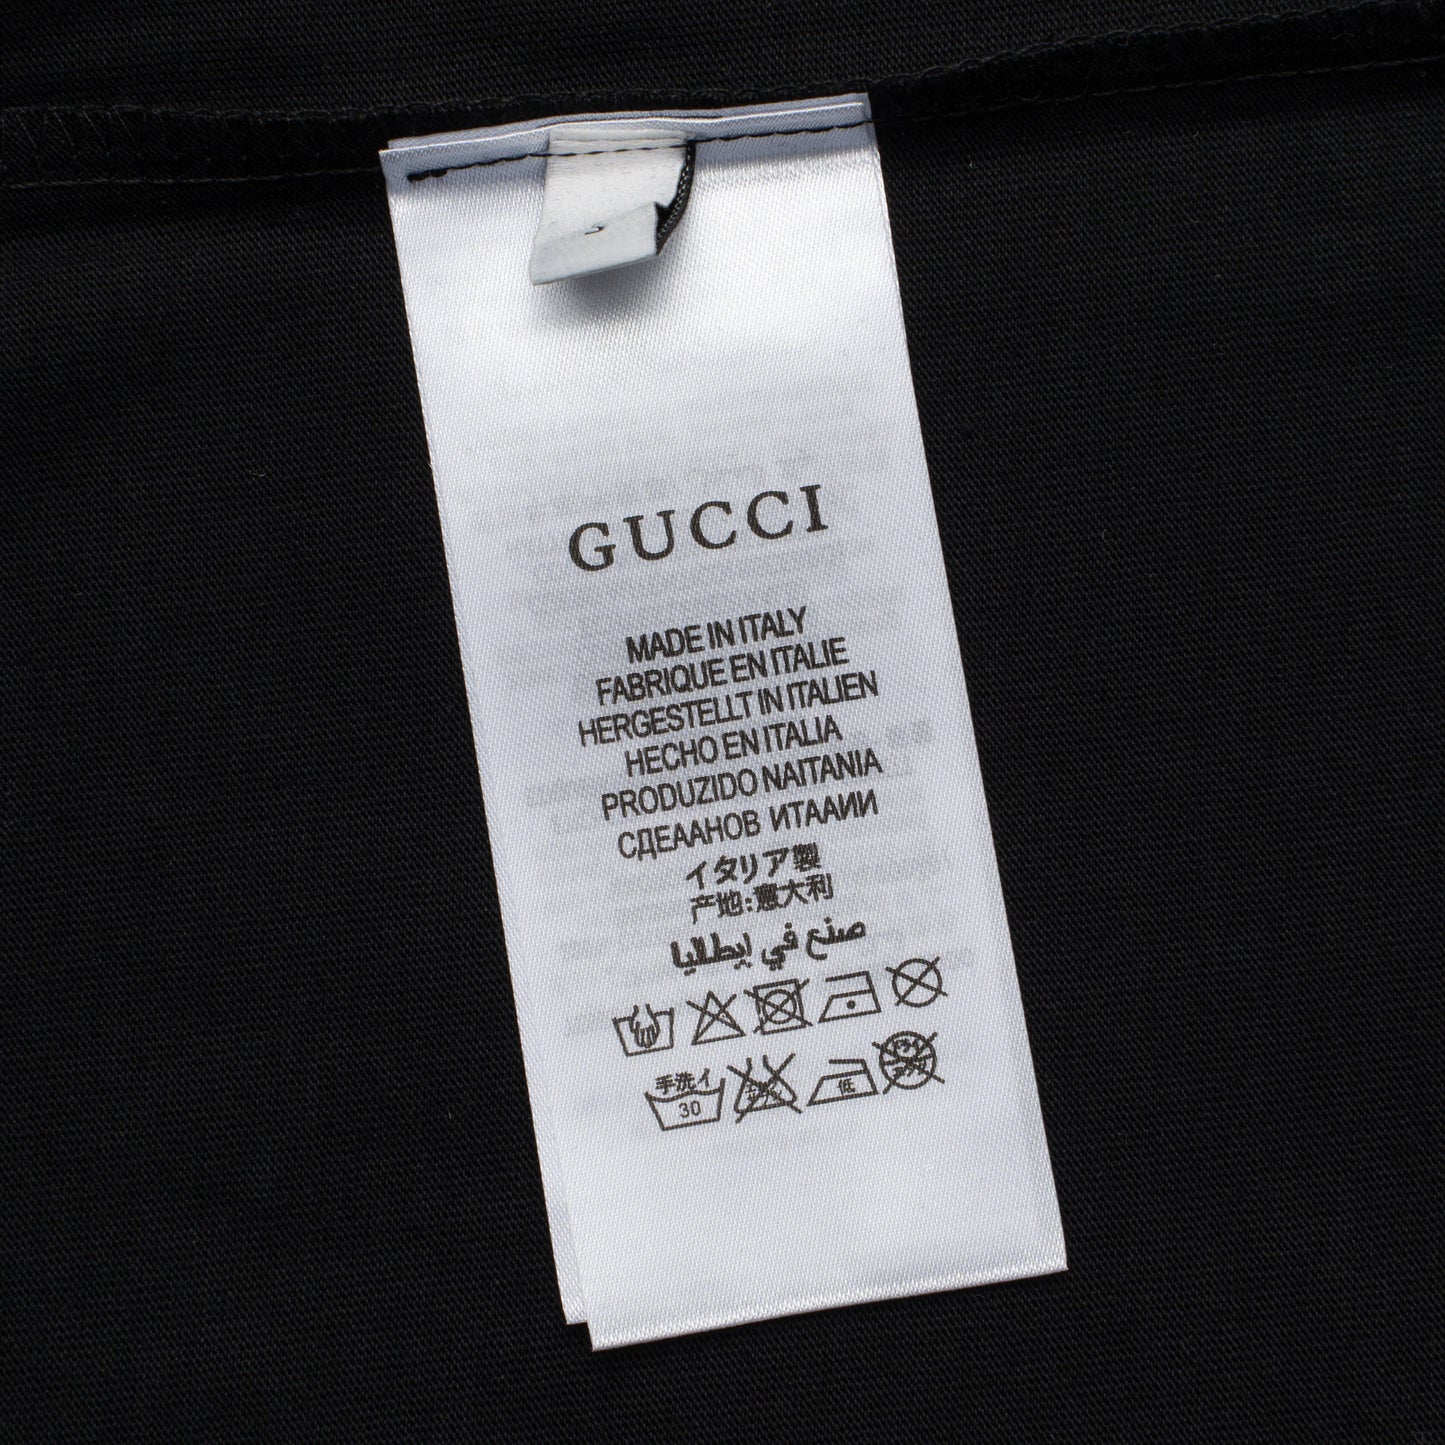 GUCCI
MADE IN ITALY
FABRIQUE EN ITALIE
HERGESTELLT IN ITALIEN
HECHO EN ITALIA
PRODUZIDO NAITANIA
СДЕААНОВ ИТААИИ
イタリア製
产地:意大利
صنع في ايطاليا
手洗イ
30
低